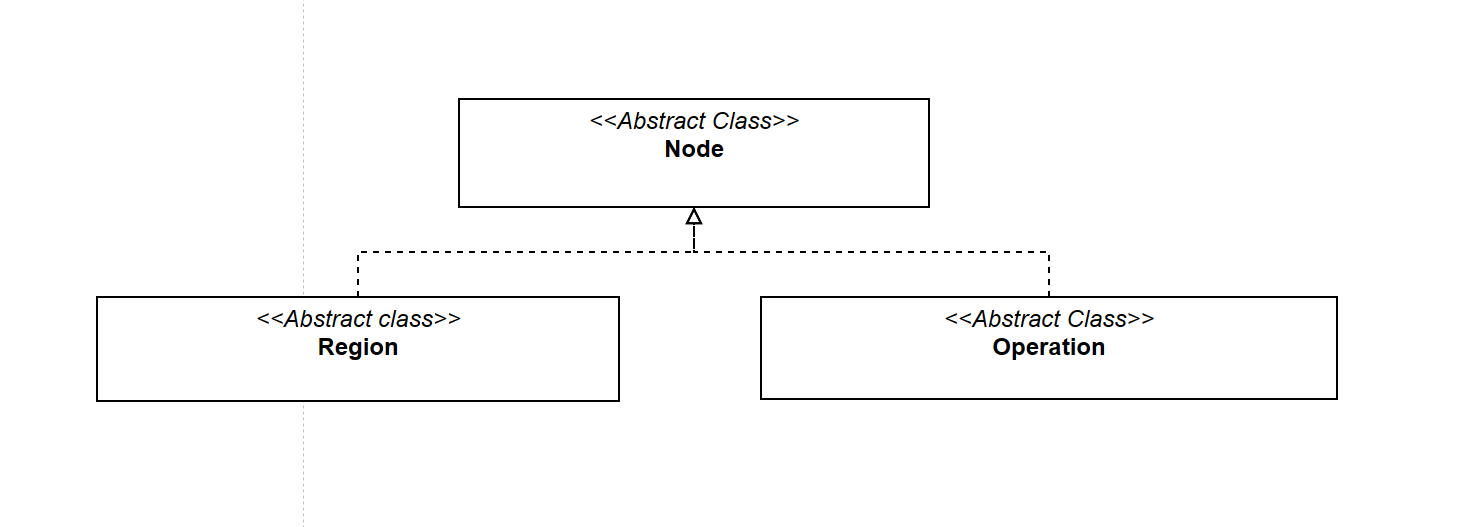 <<Abstract Class>>
Node
<<Abstract class>>
Region
<<Abstract Class>>
Operation